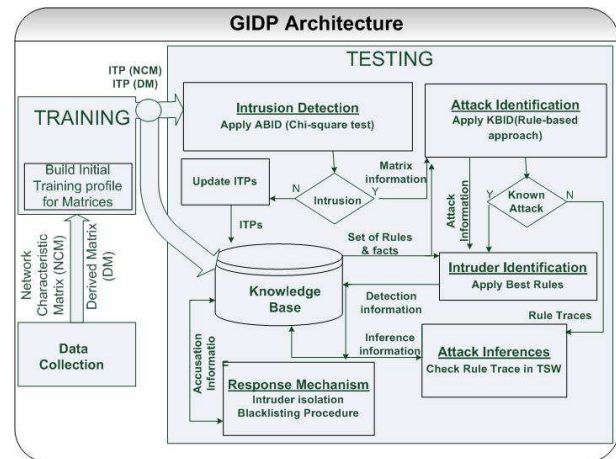 GIDP Architecture
ITP (NCM)
ITP (DM)
TESTING
TRAINING
Build Initial
Training profile
for Matrices
Network
Characteristic
Matrix (NCM)
Derived Matrix
(DM)
Data
Collection
Intrusion Detection
Apply ABID (Chi-square test)
Attack Identification
Apply KBID(Rule-based
approach)
Update ITPs
N
Intrusion
Y
Matrix
information
ITPs
Attack
Information
Y
Known
Attack
N
Set of Rules
& facts
Knowledge
Base
Intruder Identification
Apply Best Rules
Detection
information
Rule Traces
Inference
information
Attack Inferences
Check Rule Trace in TSW
Accusation
Informatio
Response Mechanism
Intruder isolation
Blacklisting Procedure